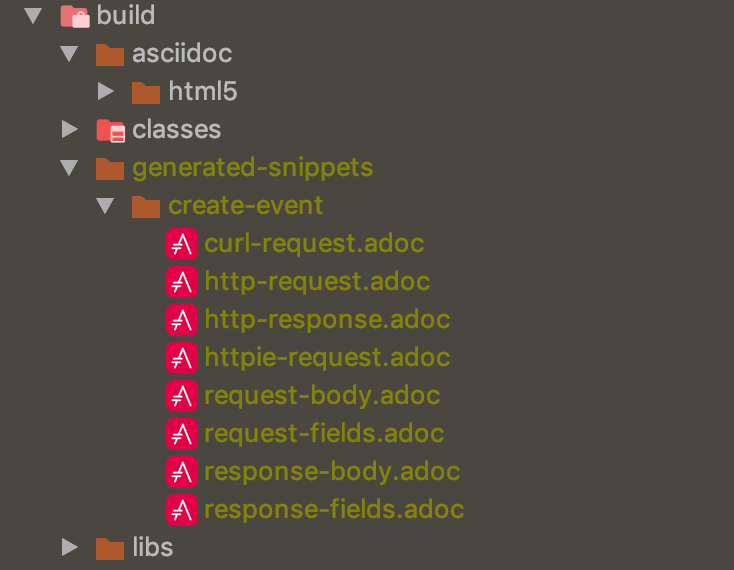 build
asciidoc
html5
classes
generated-snippets
create-event
curl-request.adoc
http-request.adoc
http-response.adoc
httpie-request.adoc
request-body.adoc
request-fields.adoc
response-body.adoc
response-fields.adoc
libs